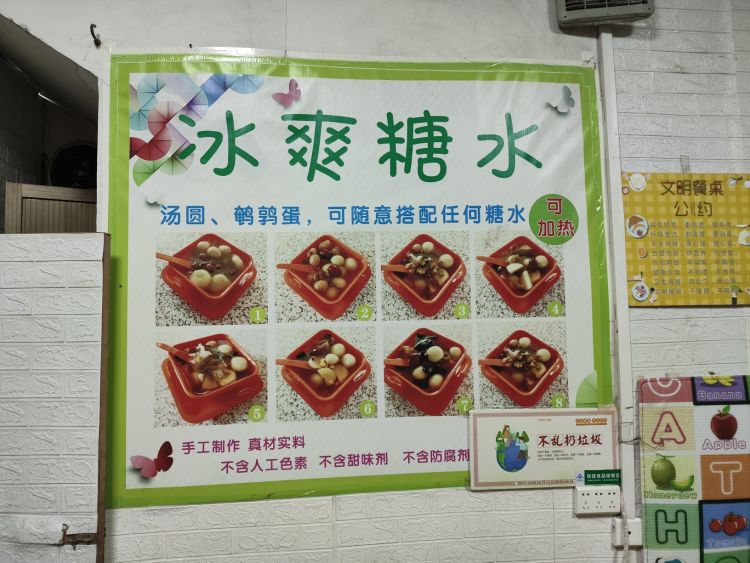 冰爽糖水
汤圆、鹌鹑蛋，可随意搭配任何糖水
可
加热
1
2
3
4
5
6
7
8
手工制作 真材实料
不含人工色素 不含甜味剂 不含防腐剂
不乱扔垃圾
文明餐桌
公约
Banana
A
Apple
Honeydew
T
H
Tomato